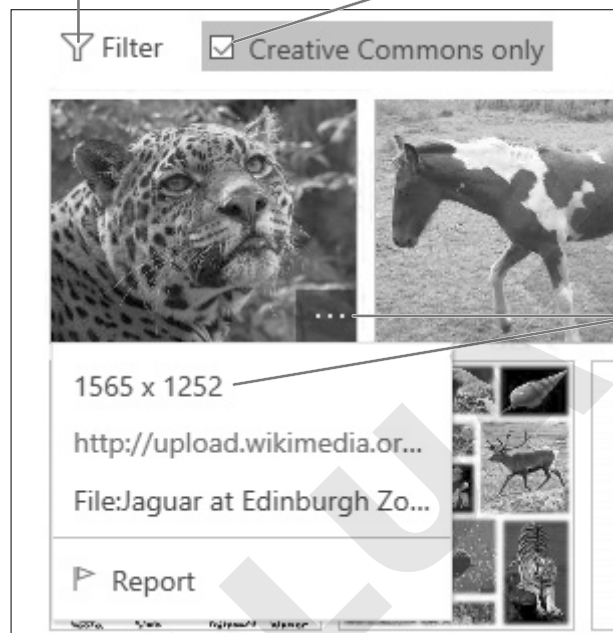 Filter
Creative Commons only
...
1565 x 1252
http://upload.wikimedia.or...
File:Jaguar at Edinburgh Zo...
Report